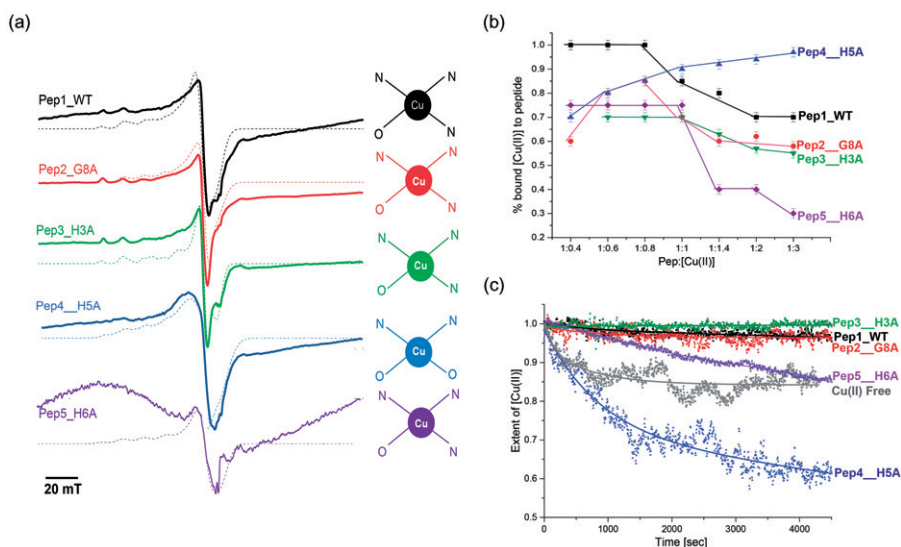 (a)
Pep1_WT
N N
Cu
O N
Pep2_G8A
N N
Cu
O N
Pep3_H3A
N N
Cu
O N
Pep4__H5A
N N
Cu
O O
Pep5_H6A
N N
Cu
O N
20 mT
(b)
% bound [Cu(II)] to peptide
1.0
0.9
0.8
0.7
0.6
0.5
0.4
0.3
0.2
Pep4__H5A
Pep1_WT
Pep2__G8A
Pep3__H3A
Pep5__H6A
1:0.4 1:0.6 1:0.8 1:1 1:1.4 1:2 1:3
Pep:[Cu(II)]
(c)
Extent of [Cu(II)]
1.0
0.9
0.8
0.7
0.6
0.5
Pep3__H3A
Pep1_WT
Pep2__G8A
Pep5__H6A
Cu(II) Free
Pep4__H5A
0 1000 2000 3000 4000
Time [sec]